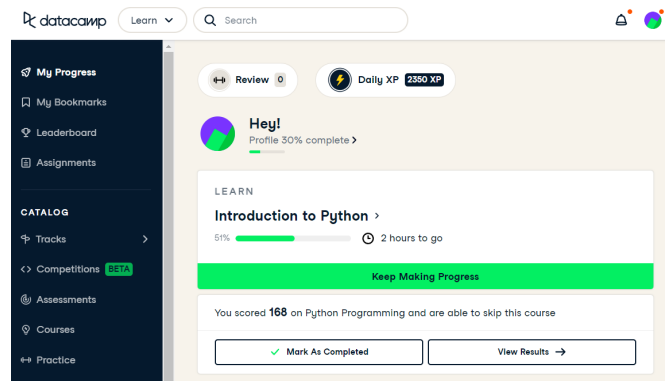 datacamp
Learn
Search
My Progress
My Bookmarks
Leaderboard
Assignments
CATALOG
Tracks
Competitions BETA
Assessments
Courses
Practice
Review 0
Daily XP 2350 XP
Hey!
Profile 30% complete
LEARN
Introduction to Python
51%
2 hours to go
Keep Making Progress
You scored 168 on Python Programming and are able to skip this course
Mark As Completed
View Results